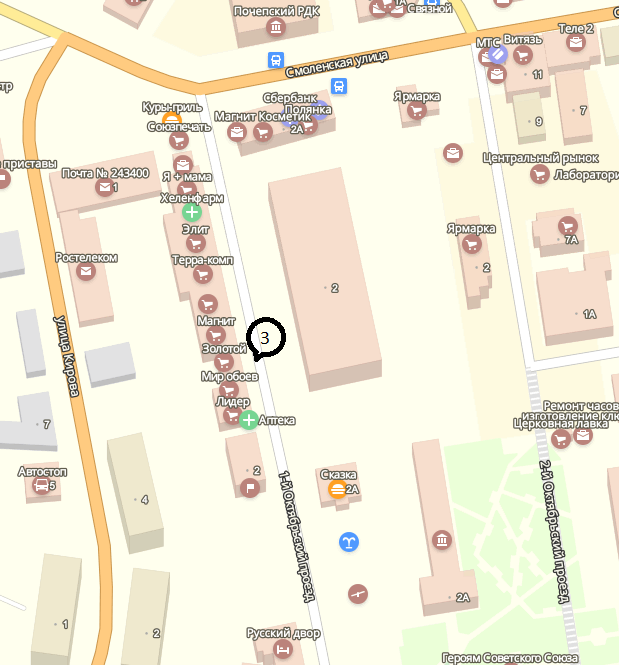 Почепский РДК
1А
Связной
Теле 2
Витязь
МТС
Смоленская улица
11
Сбербанк
Ярмарка
Полянка
Курьгриль
Магнит Косметик
7
2А
9
Союзпечать
Центральный рынок
приставы
Почта № 243400
Я + мама
Лаборатори
1
Хеленфарм
Элит
Ярмарка
7А
Ростелеком
Терра-комп
2
2
Магнит
1А
3
Золотой
улица Кирова
Мир обоев
Лидер
Ремонт часов
изготовление клю
Аптека
Церковная лавка
7
Автостоп
5
2
Сказка
2А
4
1-й Октябрьский проезд
2-й Октябрьский проезд
2А
1
2
Русский двор
Героям Советского Союза